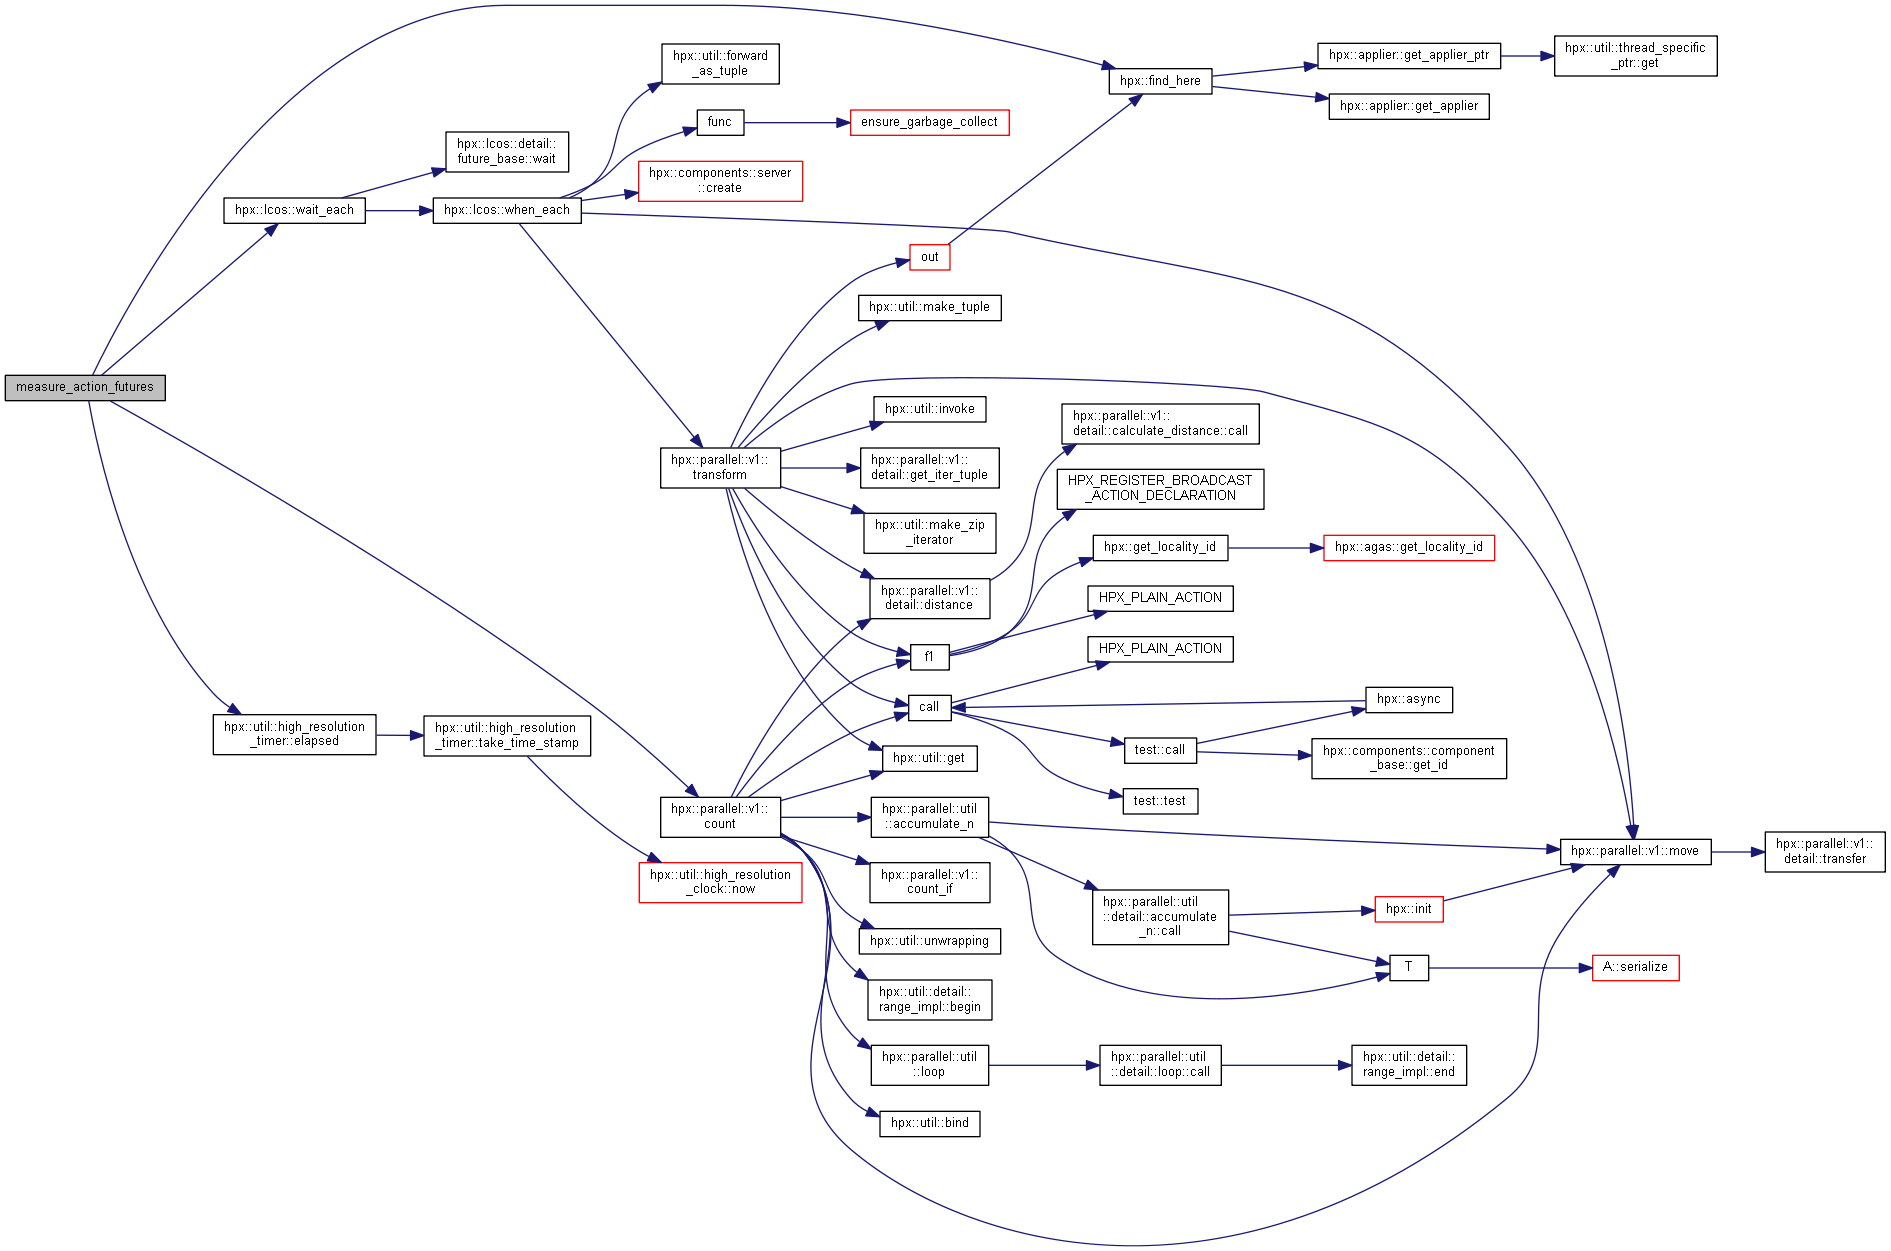 measure_action_futures
hpx::lcos::wait_each
hpx::lcos::detail::
future_base::wait
hpx::lcos::when_each
hpx::util::forward
_as_tuple
func
ensure_garbage_collect
hpx::components::server
::create
hpx::find_here
hpx::applier::get_applier_ptr
hpx::util::thread_specific
_ptr::get
hpx::applier::get_applier
out
hpx::util::make_tuple
hpx::parallel::v1::
transform
hpx::util::invoke
hpx::parallel::v1::
detail::get_iter_tuple
hpx::util::make_zip
_iterator
hpx::parallel::v1::
detail::distance
hpx::parallel::v1::
detail::calculate_distance::call
HPX_REGISTER_BROADCAST
_ACTION_DECLARATION
hpx::get_locality_id
hpx::agas::get_locality_id
HPX_PLAIN_ACTION
f1
HPX_PLAIN_ACTION
call
hpx::async
test::call
hpx::components::component
_base::get_id
test::test
hpx::util::get
hpx::util::high_resolution
_timer::elapsed
hpx::util::high_resolution
_timer::take_time_stamp
hpx::util::high_resolution
_clock::now
hpx::parallel::v1::
count
hpx::parallel::util
::accumulate_n
hpx::parallel::v1::
count_if
hpx::util::unwrapping
hpx::util::detail::
range_impl::begin
hpx::parallel::util
::loop
hpx::util::bind
hpx::parallel::util
::detail::accumulate
_n::call
hpx::init
T
A::serialize
hpx::parallel::v1::move
hpx::parallel::v1::
detail::transfer
hpx::parallel::util
::detail::loop::call
hpx::util::detail::
range_impl::end